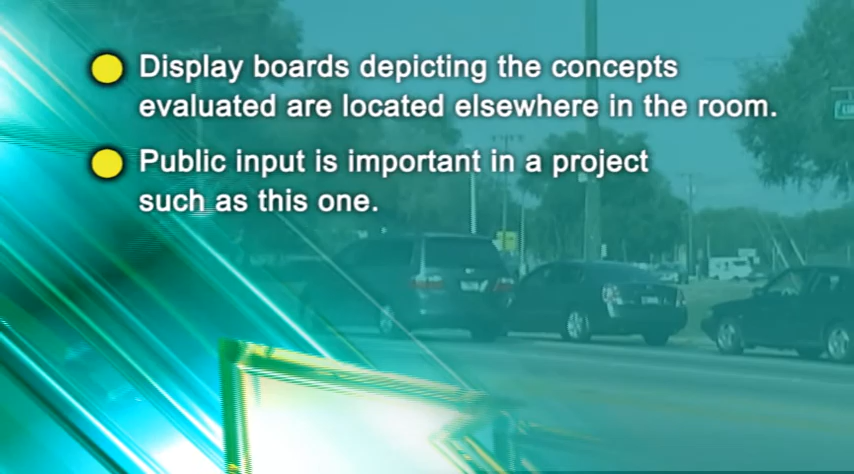 Display boards depicting the concepts
evaluated are located elsewhere in the room.
Public input is important in a project
such as this one.